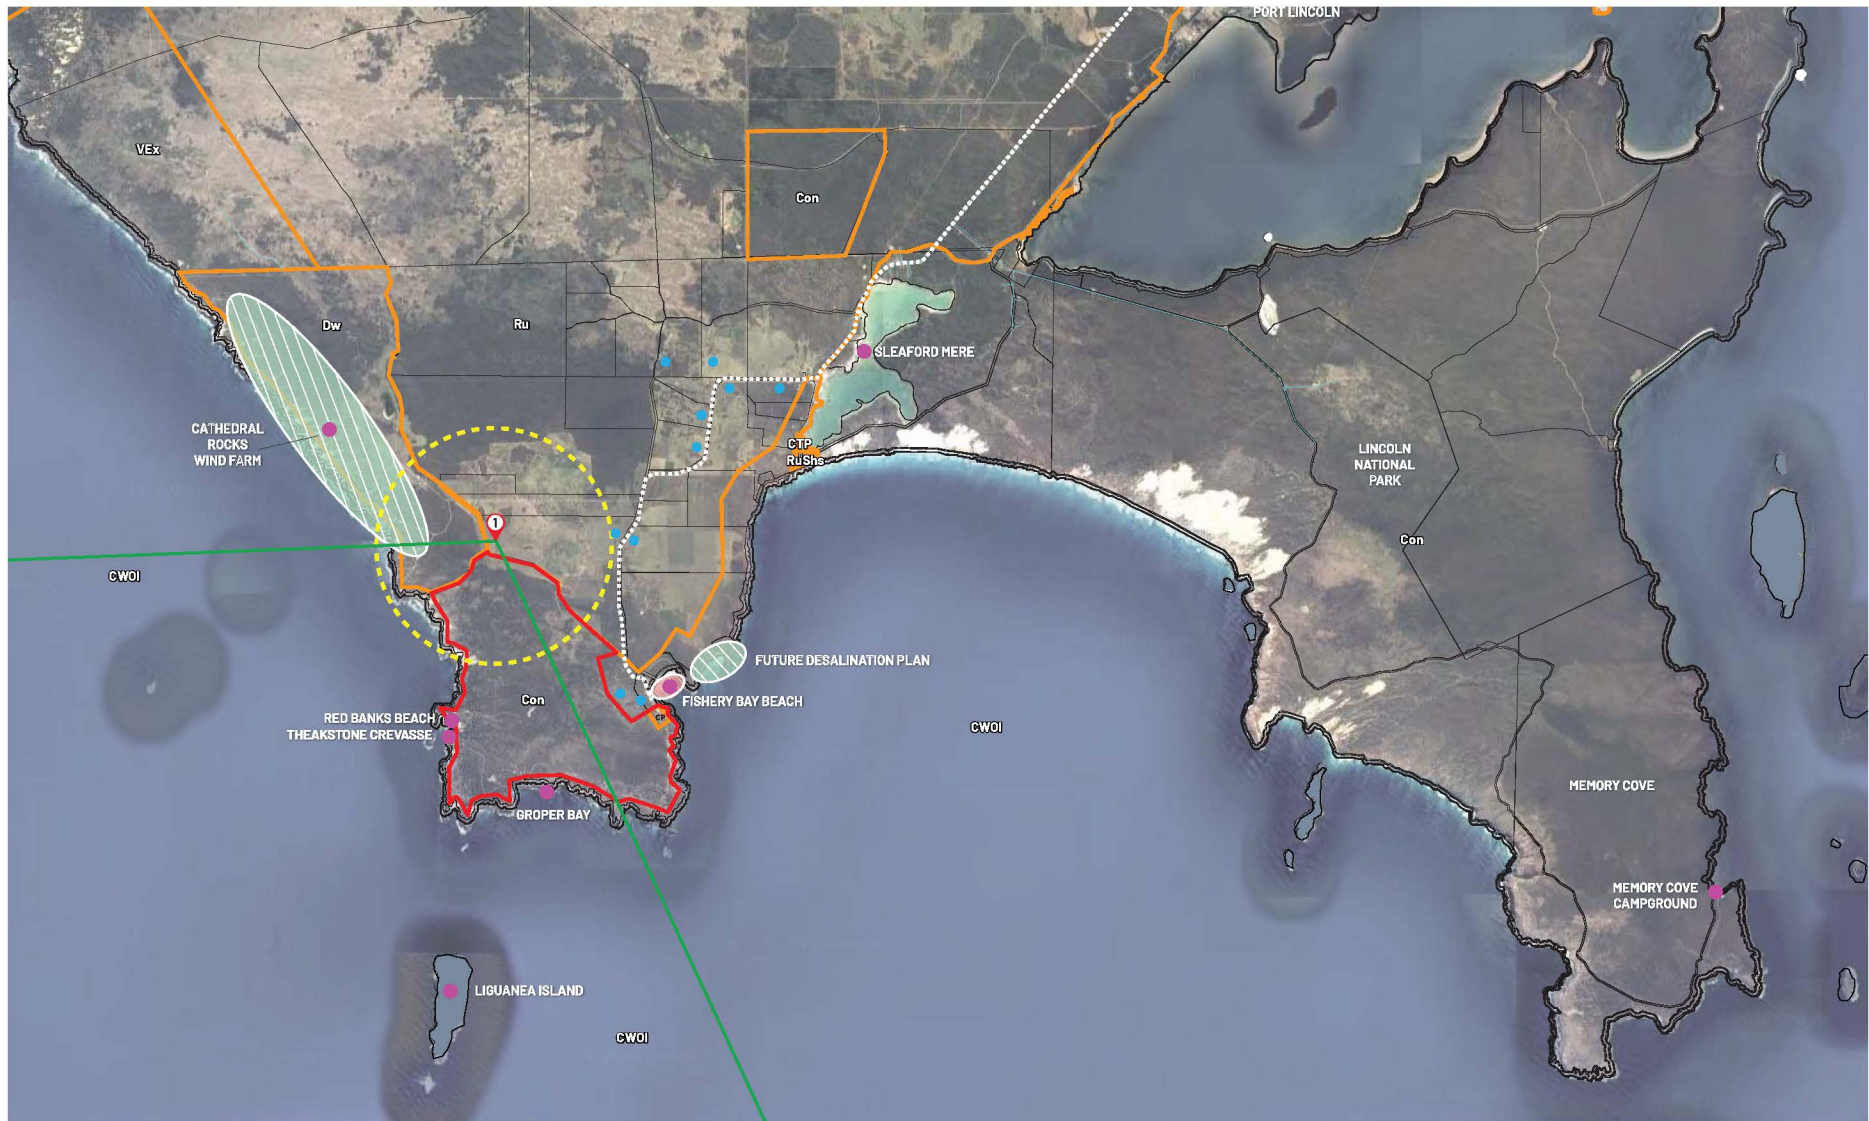 PORT LINCOLN
VEx
Con
Dw
Ru
SLEAFORD MERE
CATHEDRAL
ROCKS
WIND FARM
CTP
RuShs
LINCOLN
NATIONAL
PARK
1
Con
CWOI
FUTURE DESALINATION PLAN
Con
FISHERY BAY BEACH
CP
RED BANKS BEACH
THEAKSTONE CREVASSE
CWOI
MEMORY COVE
GROPER BAY
MEMORY COVE
CAMPGROUND
LIGUANEA ISLAND
CWOI